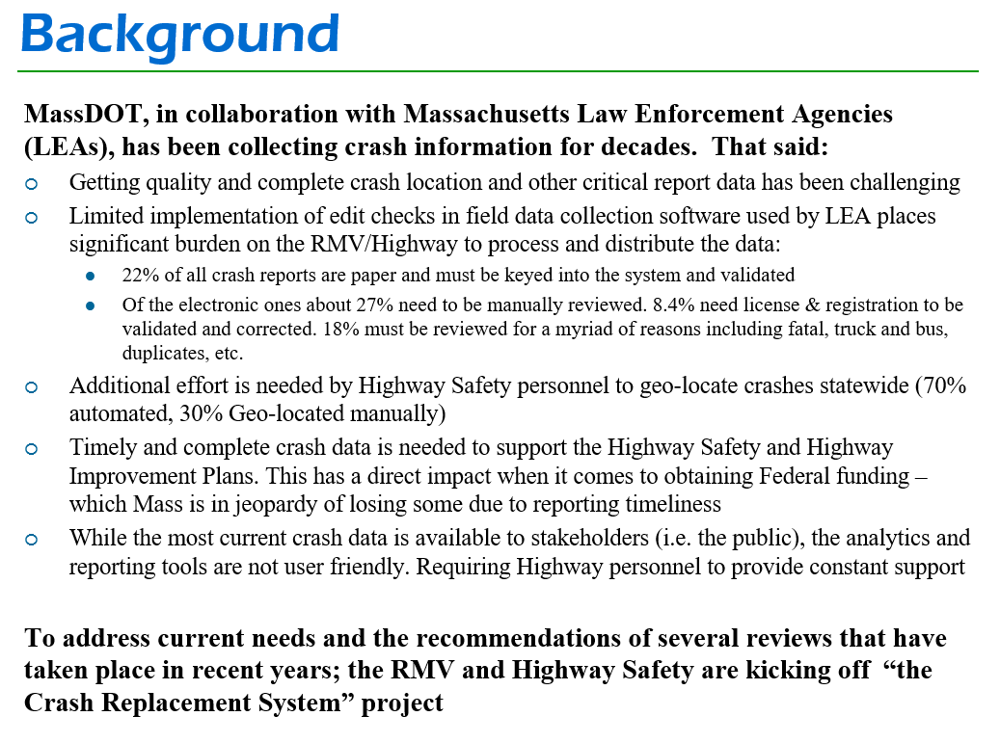 Background
MassDOT, in collaboration with Massachusetts Law Enforcement Agencies
(LEAs), has been collecting crash information for decades.  That said:
Getting quality and complete crash location and other critical report data has been challenging
Limited implementation of edit checks in field data collection software used by LEA places
significant burden on the RMV/Highway to process and distribute the data:
22% of all crash reports are paper and must be keyed into the system and validated
Of the electronic ones about 27% need to be manually reviewed. 8.4% need license & registration to be
validated and corrected. 18% must be reviewed for a myriad of reasons including fatal, truck and bus,
duplicates, etc.
Additional effort is needed by Highway Safety personnel to geo-locate crashes statewide (70%
automated, 30% Geo-located manually)
Timely and complete crash data is needed to support the Highway Safety and Highway
Improvement Plans. This has a direct impact when it comes to obtaining Federal funding –
which Mass is in jeopardy of losing some due to reporting timeliness
While the most current crash data is available to stakeholders (i.e. the public), the analytics and
reporting tools are not user friendly. Requiring Highway personnel to provide constant support
To address current needs and the recommendations of several reviews that have
taken place in recent years; the RMV and Highway Safety are kicking off  “the
Crash Replacement System” project